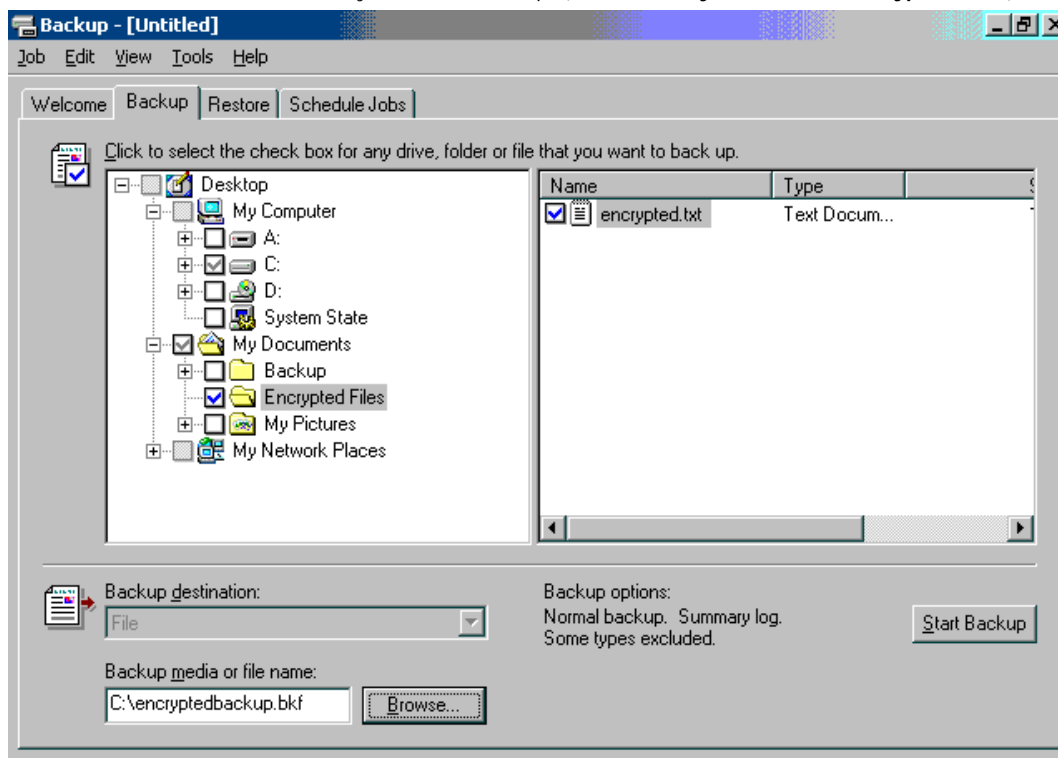 Backup - [Untitled]
Job Edit View Tools Help
Welcome Backup Restore Schedule Jobs
Click to select the check box for any drive, folder or file that you want to back up.
Desktop
My Computer
A:
C:
D:
System State
My Documents
Backup
Encrypted Files
My Pictures
My Network Places
Name Type
encrypted.txt Text Docum...
Backup destination:
File
Backup media or file name:
C:\encryptedbackup.bkf Browse...
Backup options:
Normal backup. Summary log.
Some types excluded.
Start Backup